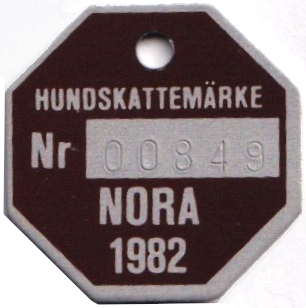 HUNDSKATTEMÄRKE
Nr 00849
NORA
1982